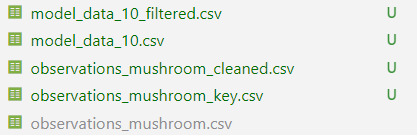 model_data_10_filtered.csv U
model_data_10.csv U
observations_mushroom_cleaned.csv U
observations_mushroom_key.csv U
observations_mushroom.csv